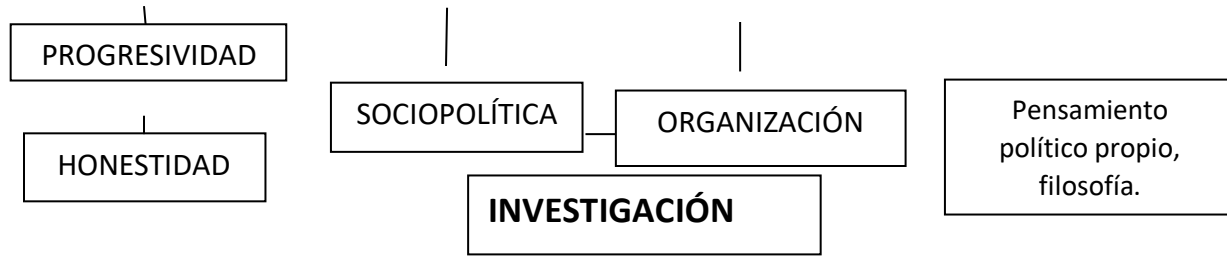 PROGRESIVIDAD
HONESTIDAD
SOCIOPOLÍTICA
ORGANIZACIÓN
INVESTIGACIÓN
Pensamiento
político propio,
filosofía.